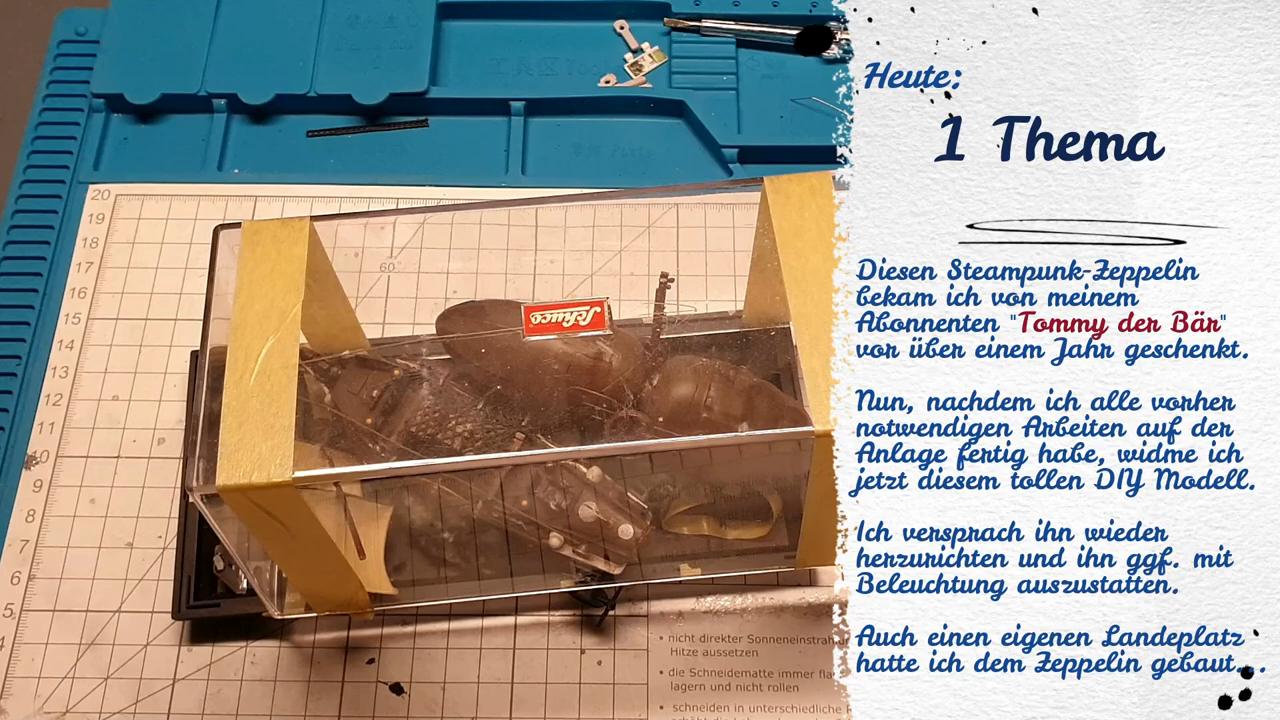 Heute:
1 Thema
Diesen Steampunk-Zeppelin
bekam ich von meinem
Abonnenten "Tommy der Bär"
vor über einem Jahr geschenkt.
Nun, nachdem ich alle vorher
notwendigen Arbeiten auf der
Anlage fertig habe, widme ich
jetzt diesem tollen DIY Modell.
Ich versprach ihn wieder
herzurichten und ihn ggf. mit
Beleuchtung auszustatten.
Auch einen eigenen Landeplatz
hatte ich dem Zeppelin gebaut...
20
19
18
17
60°
16
15
Schuco
14
13
12
11
10
9
8
7
6
5
4
• nicht direkter
Hitze aussetzen
• die Schneidematte immer
lagern und nicht rollen
• schneiden in unterschiedliche